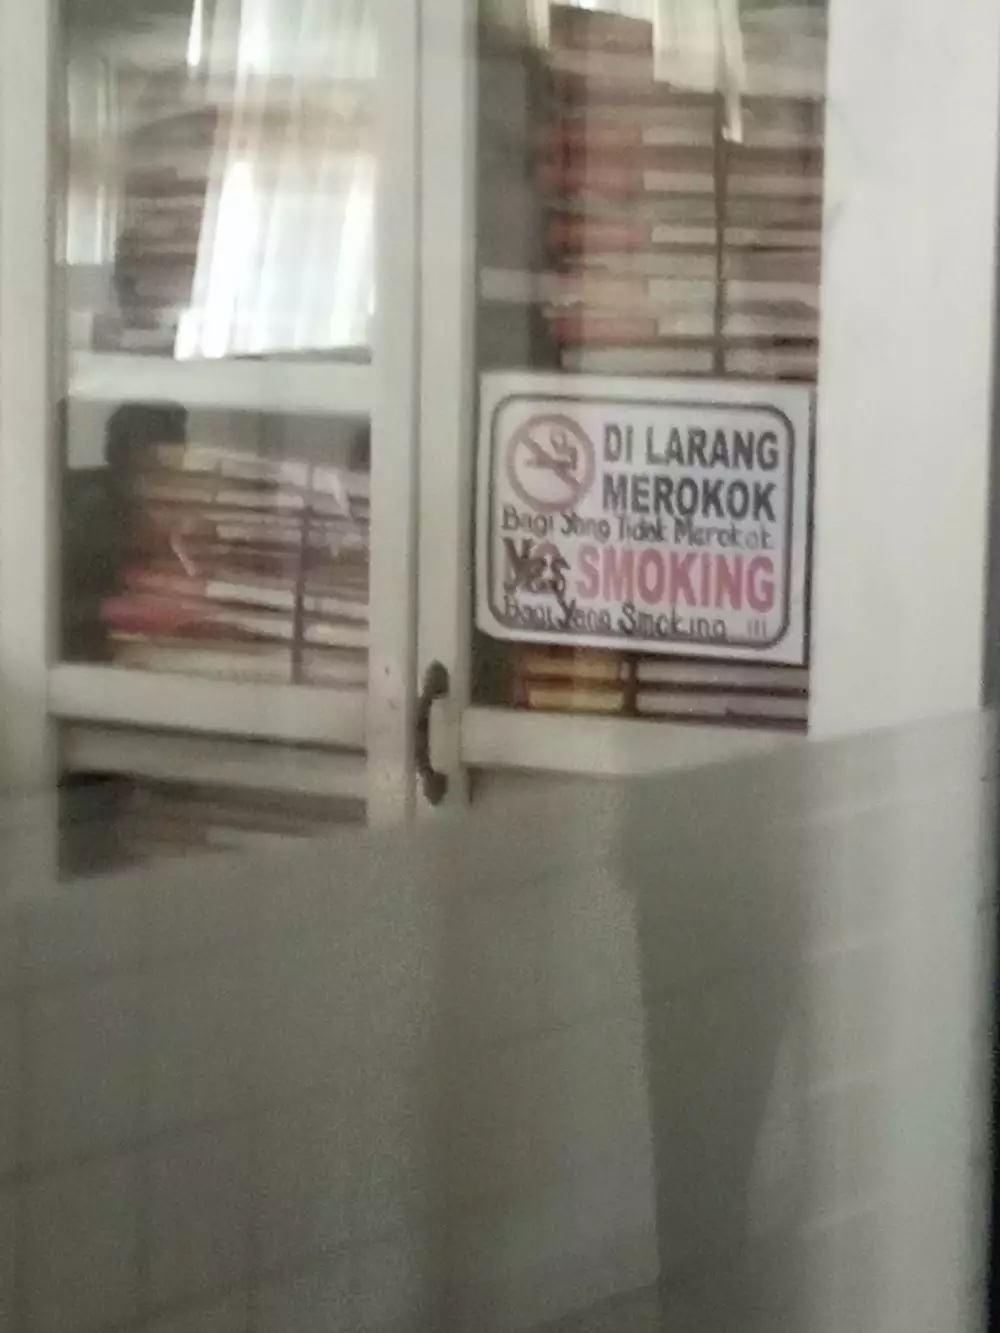 DI LARANG
MEROKOK
Bagi Yang Tidak Merokok
Yes SMOKING
Bagi Yang Smoking !!!